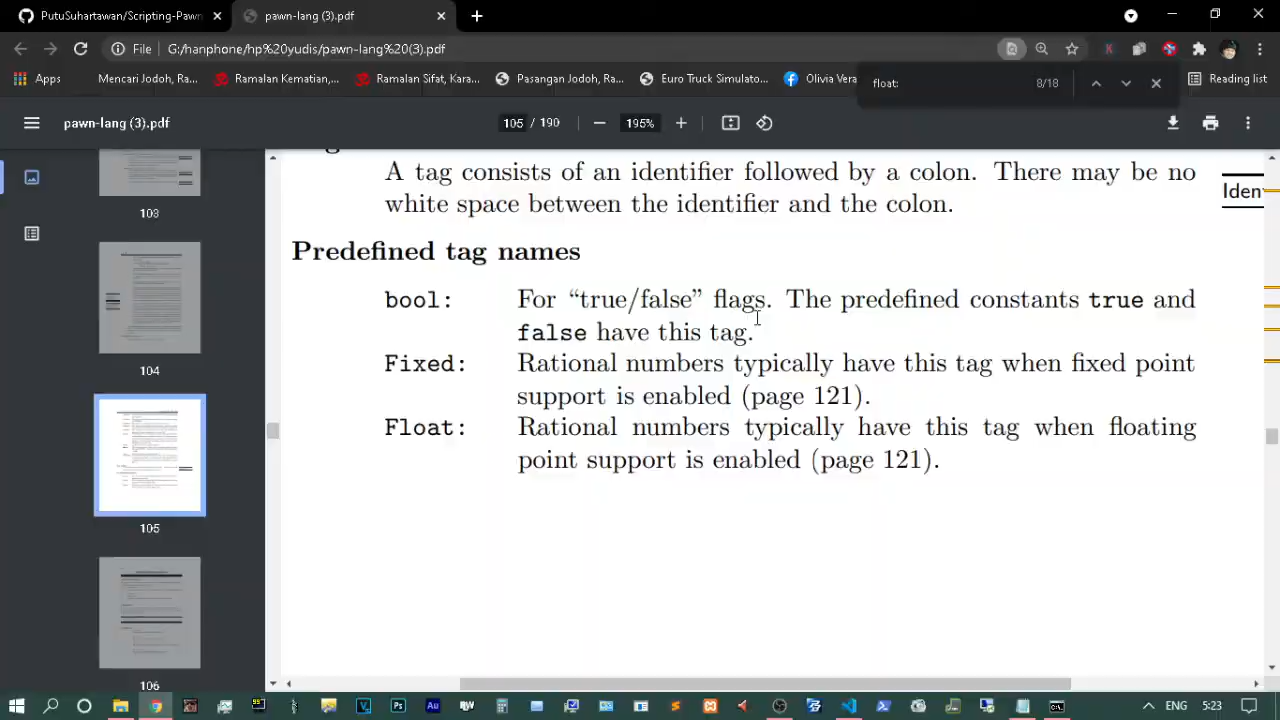 PutuSuhartawan/Scripting-Pawn
pawn-lang (3).pdf
File
G:/hanphone/hp%20yudis/pawn-lang%20(3).pdf
Apps
Mencari Jodoh, Ra...
Ramalan Kematian,...
Ramalan Sifat, Kara...
Pasangan Jodoh, Ra...
Euro Truck Simulato...
Olivia Vera
float:
8/18
Reading list
pawn-lang (3).pdf
105 / 190
195%
103
104
105
106
A tag consists of an identifier followed by a colon. There may be no
white space between the identifier and the colon.
Iden
Predefined tag names
bool: For “true/false” flags. The predefined constants true and
false have this tag.
Fixed: Rational numbers typically have this tag when fixed point
support is enabled (page 121).
Float: Rational numbers typically have this tag when floating
point support is enabled (page 121).
ENG
5:23